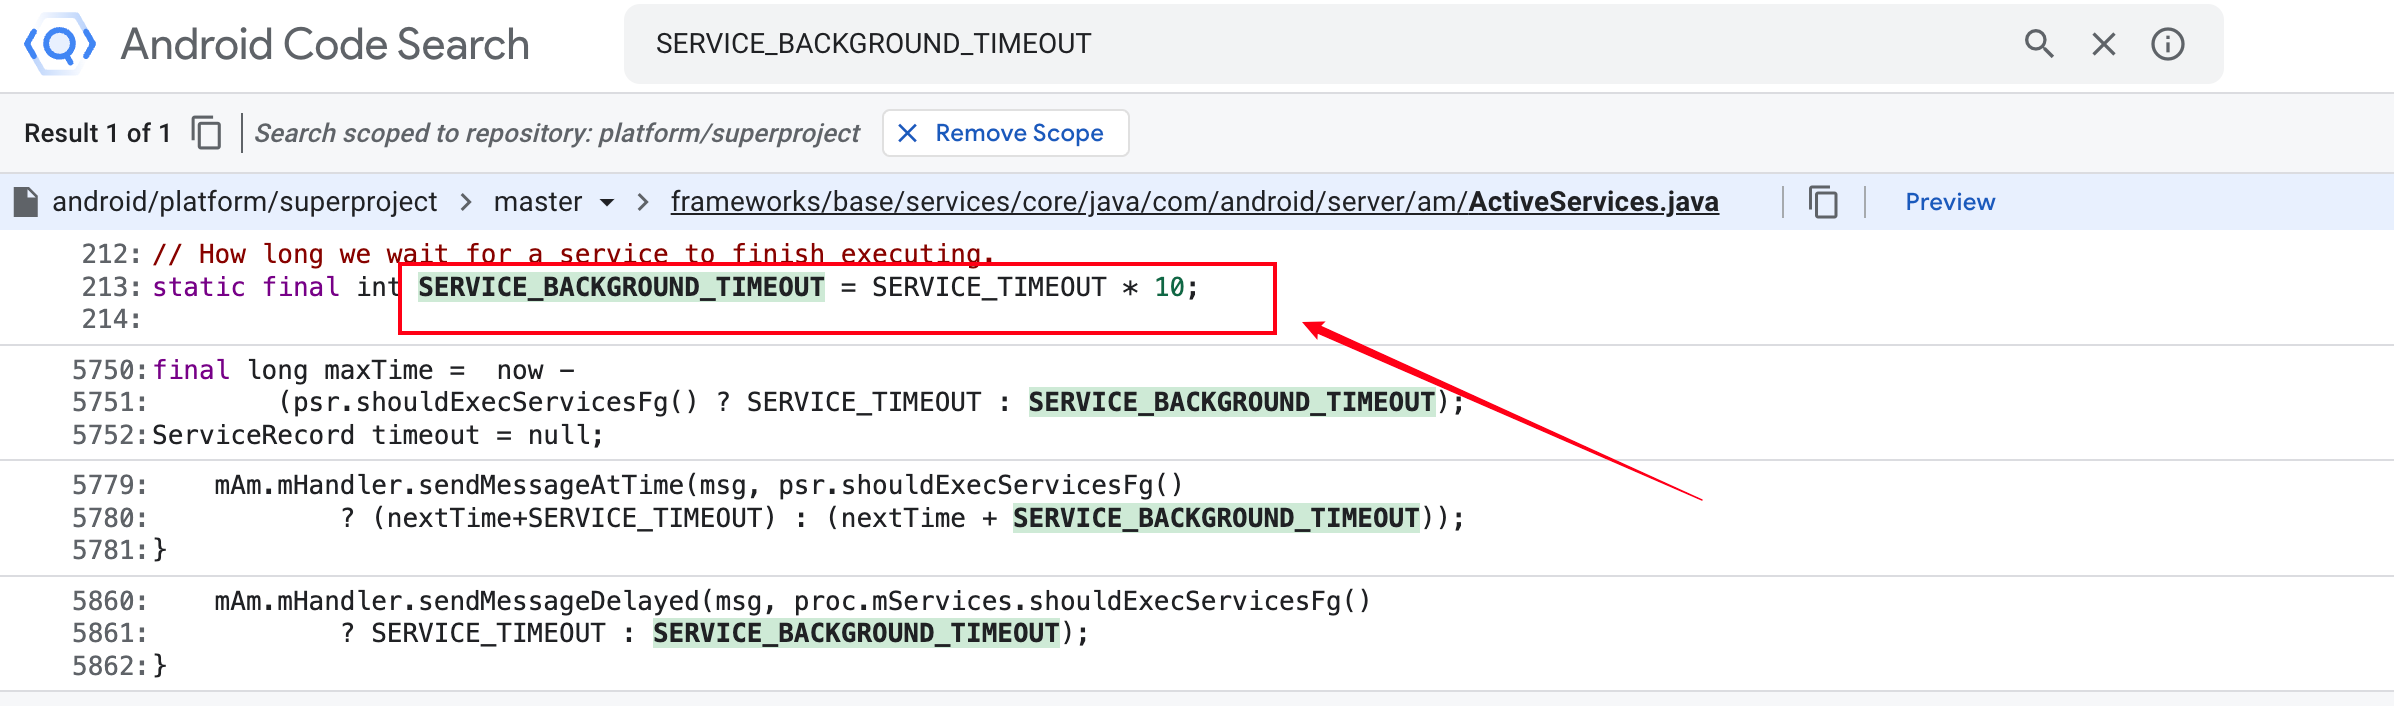 Android Code Search
SERVICE_BACKGROUND_TIMEOUT
Result 1 of 1
Search scoped to repository: platform/superproject
Remove Scope
android/platform/superproject > master > frameworks/base/services/core/java/com/android/server/am/ActiveServices.java
Preview
212: // How long we wait for a service to finish executing.
213: static final int SERVICE_BACKGROUND_TIMEOUT = SERVICE_TIMEOUT * 10;
214:
5750: final long maxTime =  now -
5751:         (psr.shouldExecServicesFg() ? SERVICE_TIMEOUT : SERVICE_BACKGROUND_TIMEOUT);
5752: ServiceRecord timeout = null;
5779:     mAm.mHandler.sendMessageAtTime(msg, psr.shouldExecServicesFg()
5780:             ? (nextTime+SERVICE_TIMEOUT) : (nextTime + SERVICE_BACKGROUND_TIMEOUT));
5781: }
5860:     mAm.mHandler.sendMessageDelayed(msg, proc.mServices.shouldExecServicesFg()
5861:             ? SERVICE_TIMEOUT : SERVICE_BACKGROUND_TIMEOUT);
5862: }